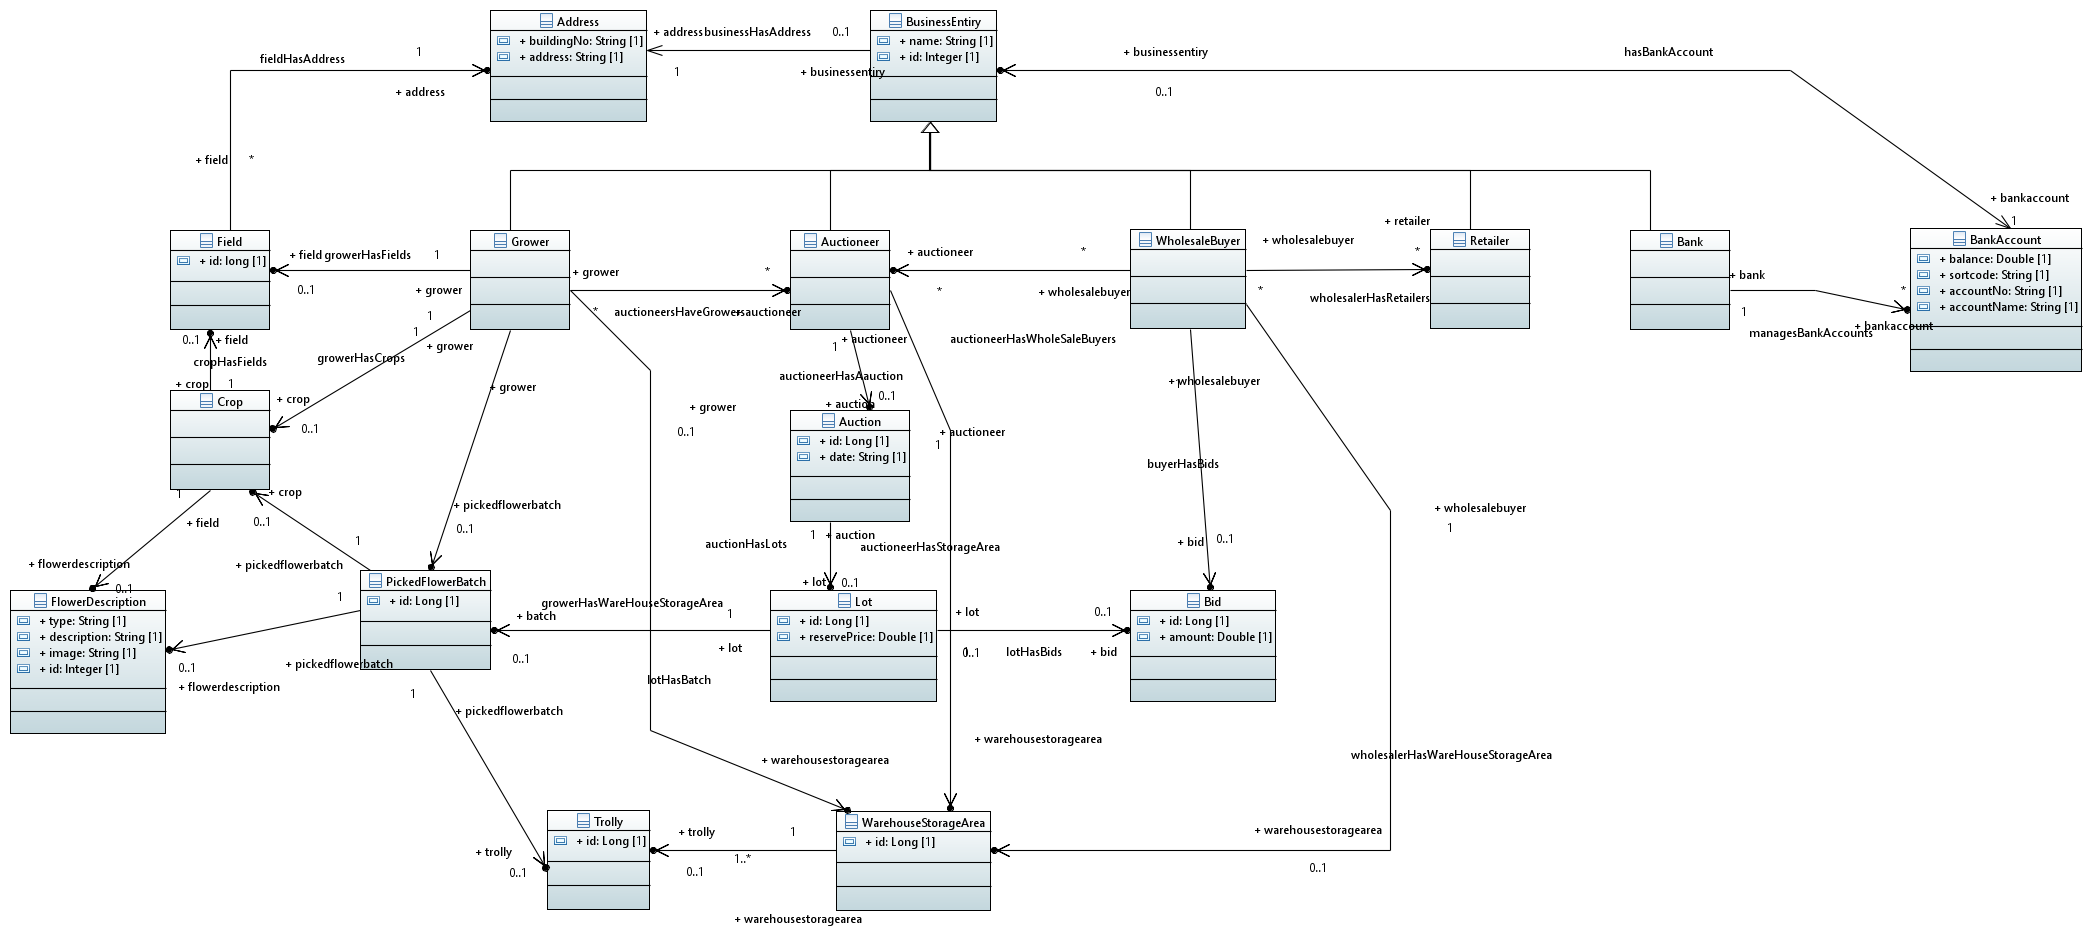 Address
+ buildingNo: String [1]
+ address: String [1]
BusinessEntiry
+ name: String [1]
+ id: Integer [1]
+ address
businessHasAddress
0..1
1
+ businessentiry
fieldHasAddress
1
+ address
+ field
*
+ businessentiry
0..1
hasBankAccount
+ bankaccount
1
Field
+ id: long [1]
Grower
Auctioneer
WholesaleBuyer
Retailer
Bank
BankAccount
+ balance: Double [1]
+ sortcode: String [1]
+ accountNo: String [1]
+ accountName: String [1]
+ field
growerHasFields
1
0..1
+ grower
1
+ grower
*
*
auctioneersHaveGrowers
+ auctioneer
+ auctioneer
*
*
+ wholesalebuyer
auctioneerHasWholeSaleBuyers
+ wholesalebuyer
+ retailer
*
*
wholesalerHasRetailers
+ bank
1
managesBankAccounts
*
+ bankaccount
0..1
+ field
cropHasFields
+ crop
1
Crop
1
+ grower
growerHasCrops
+ crop
0..1
+ grower
+ pickedflowerbatch
0..1
+ grower
0..1
growerHasWareHouseStorageArea
+ warehousestoragearea
1
+ auctioneer
auctioneerHasAauction
+ auction
0..1
Auction
+ id: Long [1]
+ date: String [1]
1
+ auction
auctionHasLots
+ lot
0..1
+ auctioneer
1
auctioneerHasStorageArea
+ warehousestoragearea
0..1
+ wholesalebuyer
1
buyerHasBids
+ bid
0..1
+ wholesalebuyer
1
wholesalerHasWareHouseStorageArea
+ warehousestoragearea
0..1
1
+ field
+ flowerdescription
0..1
+ crop
0..1
1
+ pickedflowerbatch
FlowerDescription
+ type: String [1]
+ description: String [1]
+ image: String [1]
+ id: Integer [1]
PickedFlowerBatch
+ id: Long [1]
1
+ pickedflowerbatch
0..1
+ flowerdescription
+ batch
0..1
1
+ lot
lotHasBatch
Lot
+ id: Long [1]
+ reservePrice: Double [1]
+ lot
1
lotHasBids
0..1
+ bid
Bid
+ id: Long [1]
+ amount: Double [1]
1
+ pickedflowerbatch
+ trolly
0..1
Trolly
+ id: Long [1]
+ trolly
1
1..*
0..1
+ warehousestoragearea
WarehouseStorageArea
+ id: Long [1]